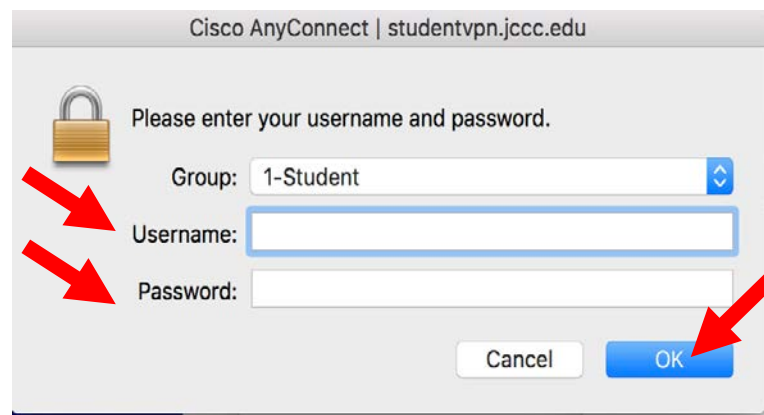 Cisco AnyConnect | studentvpn.jccc.edu
Please enter your username and password.
Group: 1-Student
Username:
Password:
Cancel OK